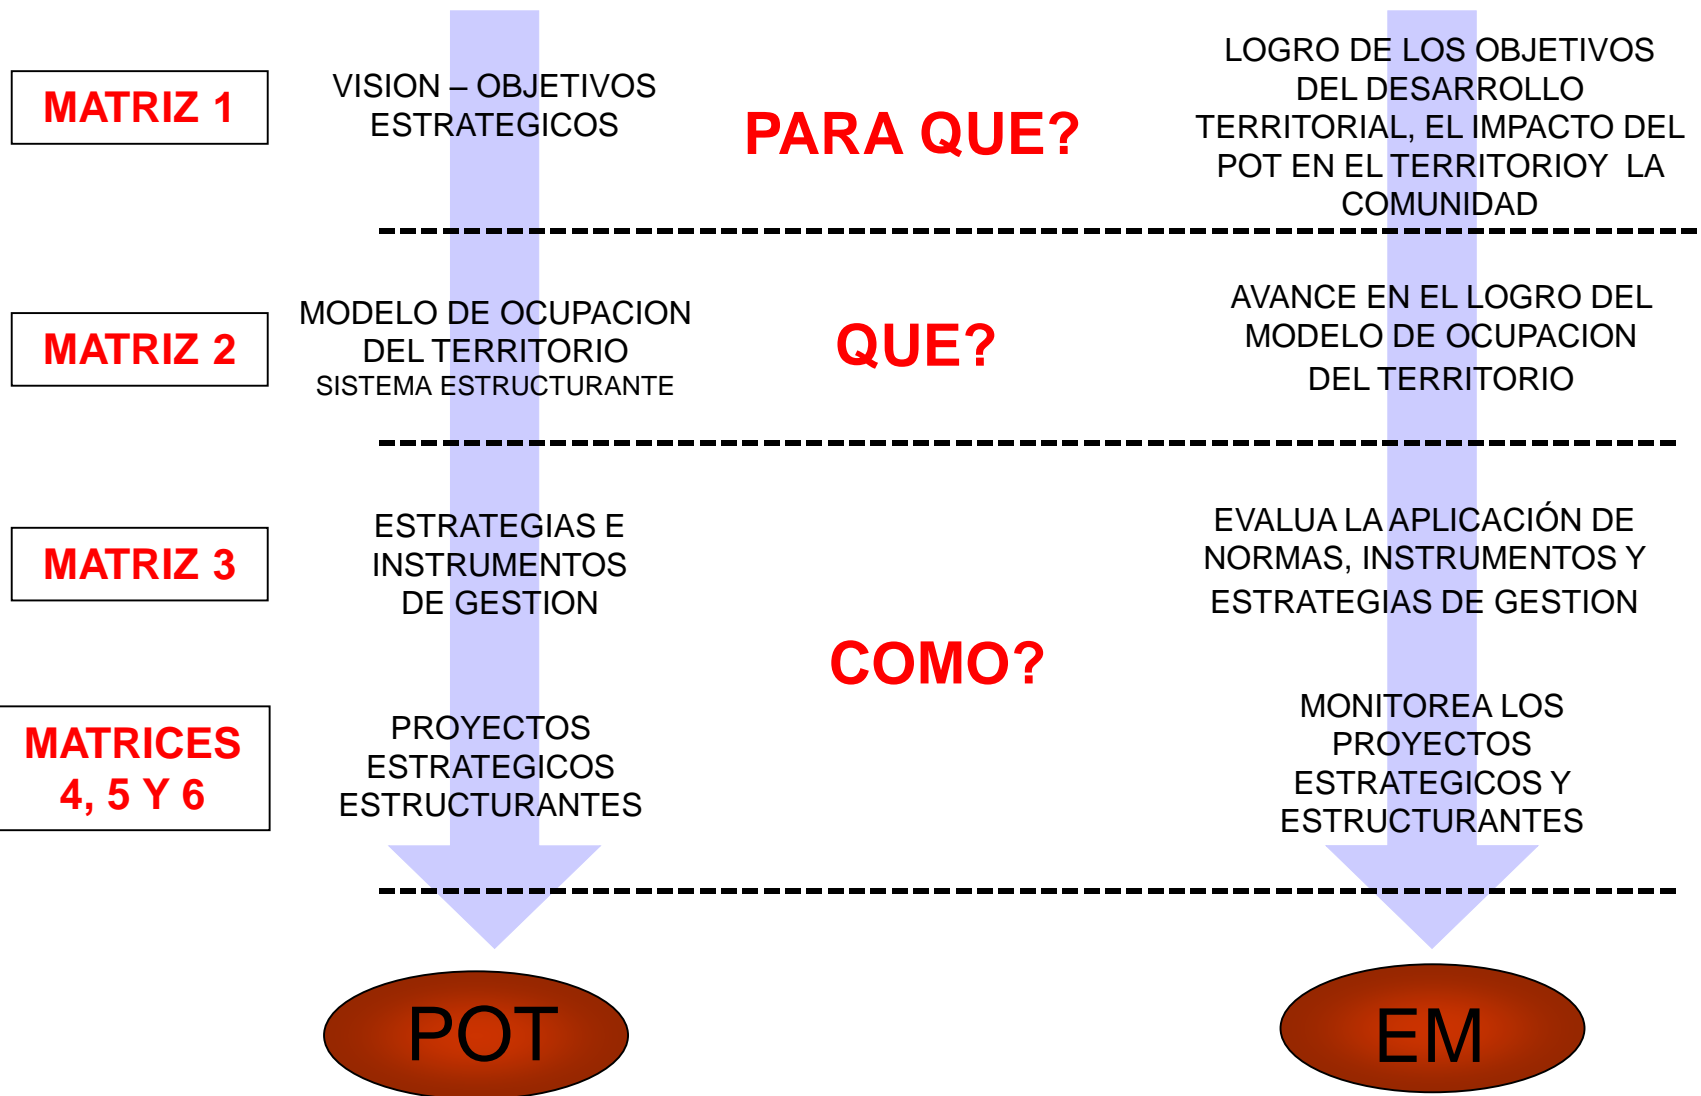 MATRIZ 1
VISION – OBJETIVOS
ESTRATEGICOS
PARA QUE?
LOGRO DE LOS OBJETIVOS
DEL DESARROLLO
TERRITORIAL, EL IMPACTO DEL
POT EN EL TERRITORIOY  LA
COMUNIDAD
MATRIZ 2
MODELO DE OCUPACION
DEL TERRITORIO
SISTEMA ESTRUCTURANTE
QUE?
AVANCE EN EL LOGRO DEL
MODELO DE OCUPACION
DEL TERRITORIO
MATRIZ 3
ESTRATEGIAS E
INSTRUMENTOS
DE GESTION
COMO?
EVALUA LA APLICACIÓN DE
NORMAS, INSTRUMENTOS Y
ESTRATEGIAS DE GESTION
MATRICES
4, 5 Y 6
PROYECTOS
ESTRATEGICOS
ESTRUCTURANTES
MONITOREA LOS
PROYECTOS
ESTRATEGICOS Y
ESTRUCTURANTES
POT
EM